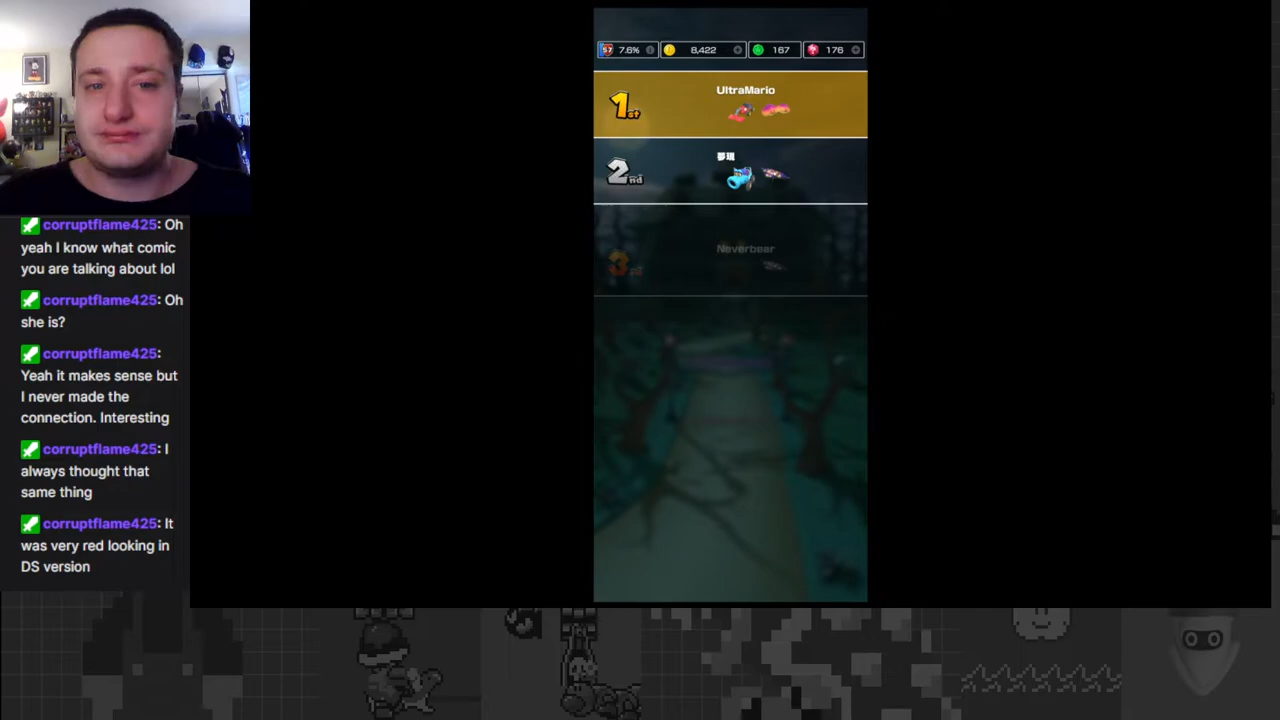 57 7.6% 8,422 167 176
1st UltraMario
2nd 夢現
3rd Neverbear
corruptflame425: Oh
yeah I know what comic
you are talking about lol
corruptflame425: Oh
she is?
corruptflame425:
Yeah it makes sense but
I never made the
connection. Interesting
corruptflame425: I
always thought that
same thing
corruptflame425: It
was very red looking in
DS version